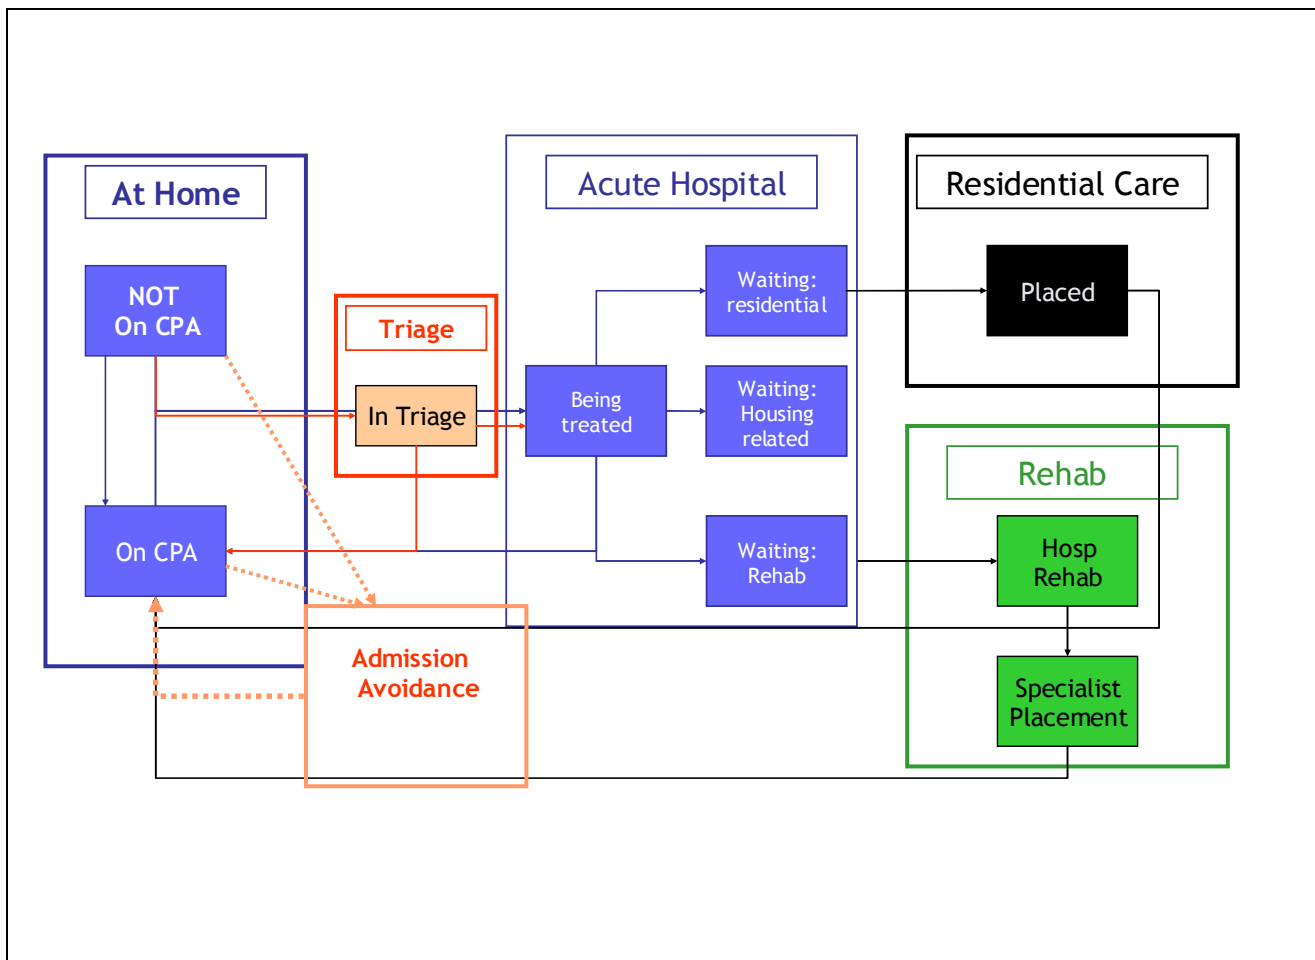 At Home
NOT
On CPA
On CPA
Triage
In Triage
Admission
Avoidance
Acute Hospital
Being
treated
Waiting:
residential
Waiting:
Housing
related
Waiting:
Rehab
Residential Care
Placed
Rehab
Hosp
Rehab
Specialist
Placement